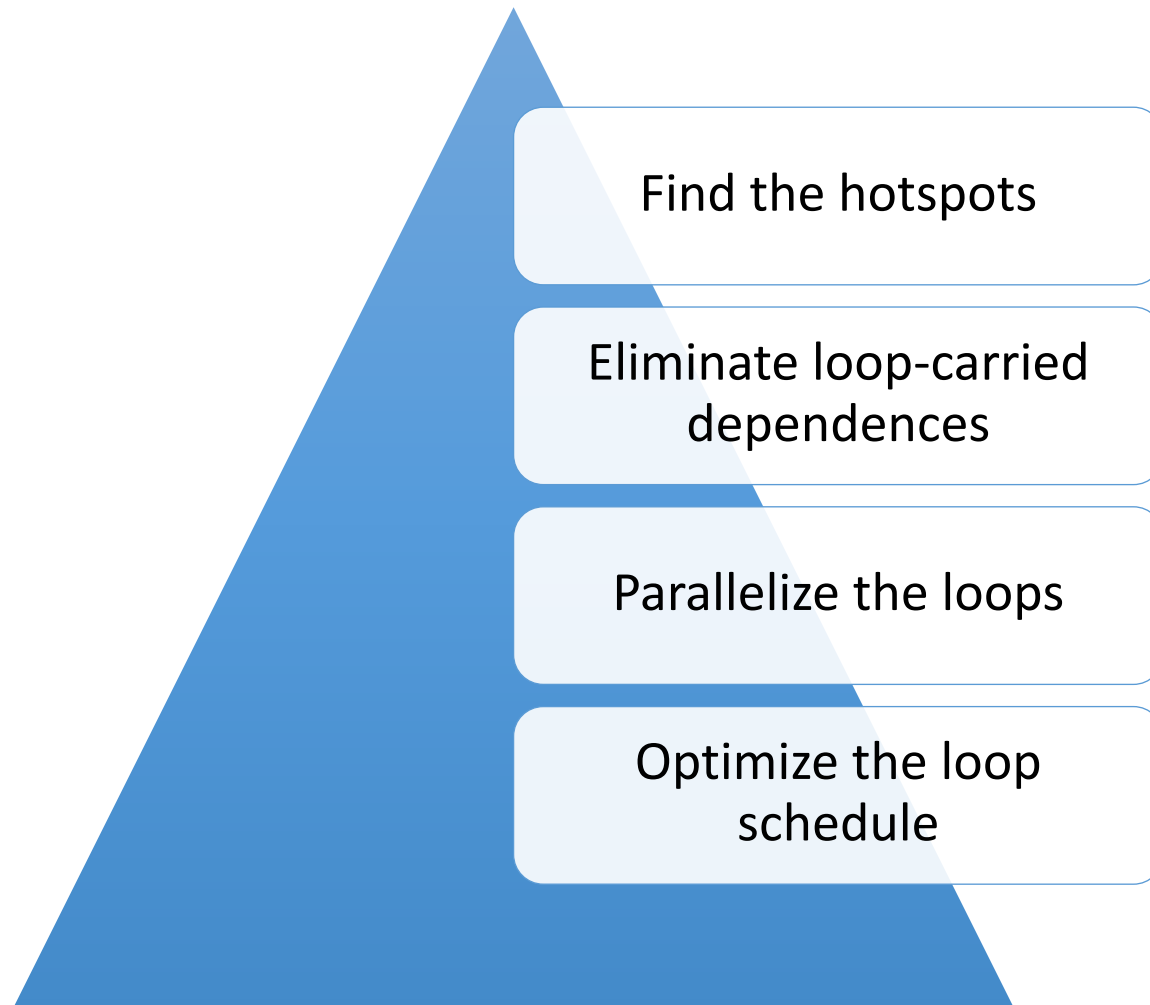 Find the hotspots
Eliminate loop-carried
dependences
Parallelize the loops
Optimize the loop
schedule